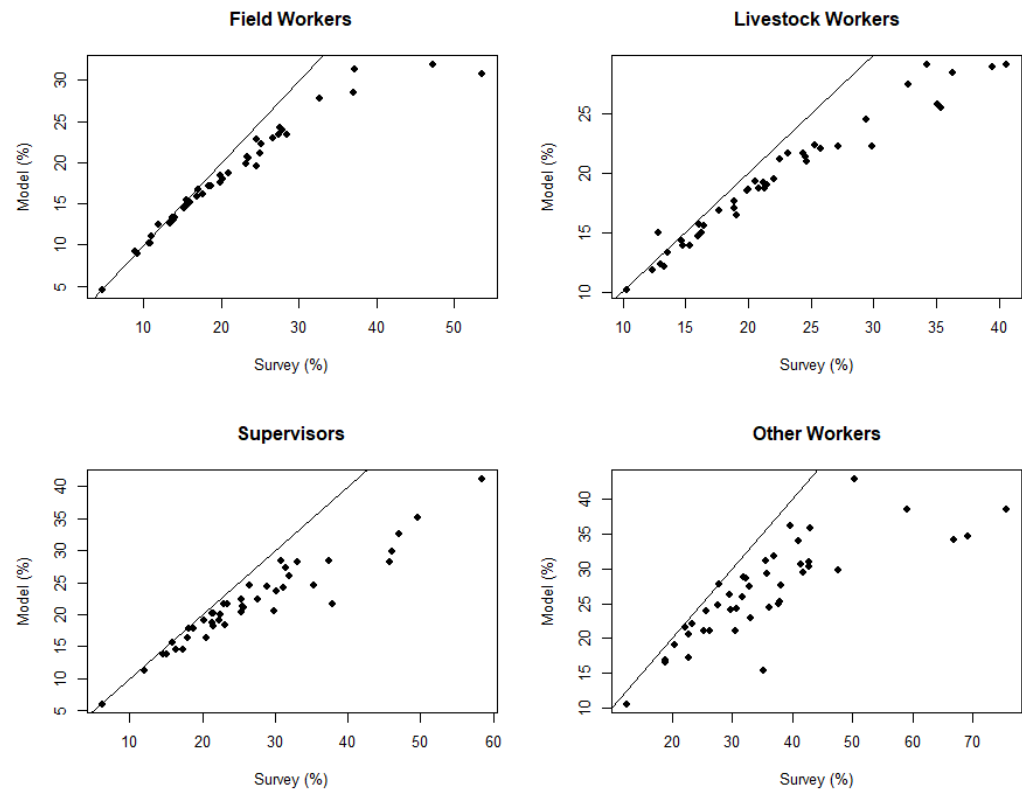 Field Workers
Model (%)
5 10 15 20 25 30
10 20 30 40 50
Survey (%)
Livestock Workers
Model (%)
10 15 20 25
10 15 20 25 30 35 40
Survey (%)
Supervisors
Model (%)
5 10 15 20 25 30 35 40
10 20 30 40 50 60
Survey (%)
Other Workers
Model (%)
10 15 20 25 30 35 40
20 30 40 50 60 70
Survey (%)